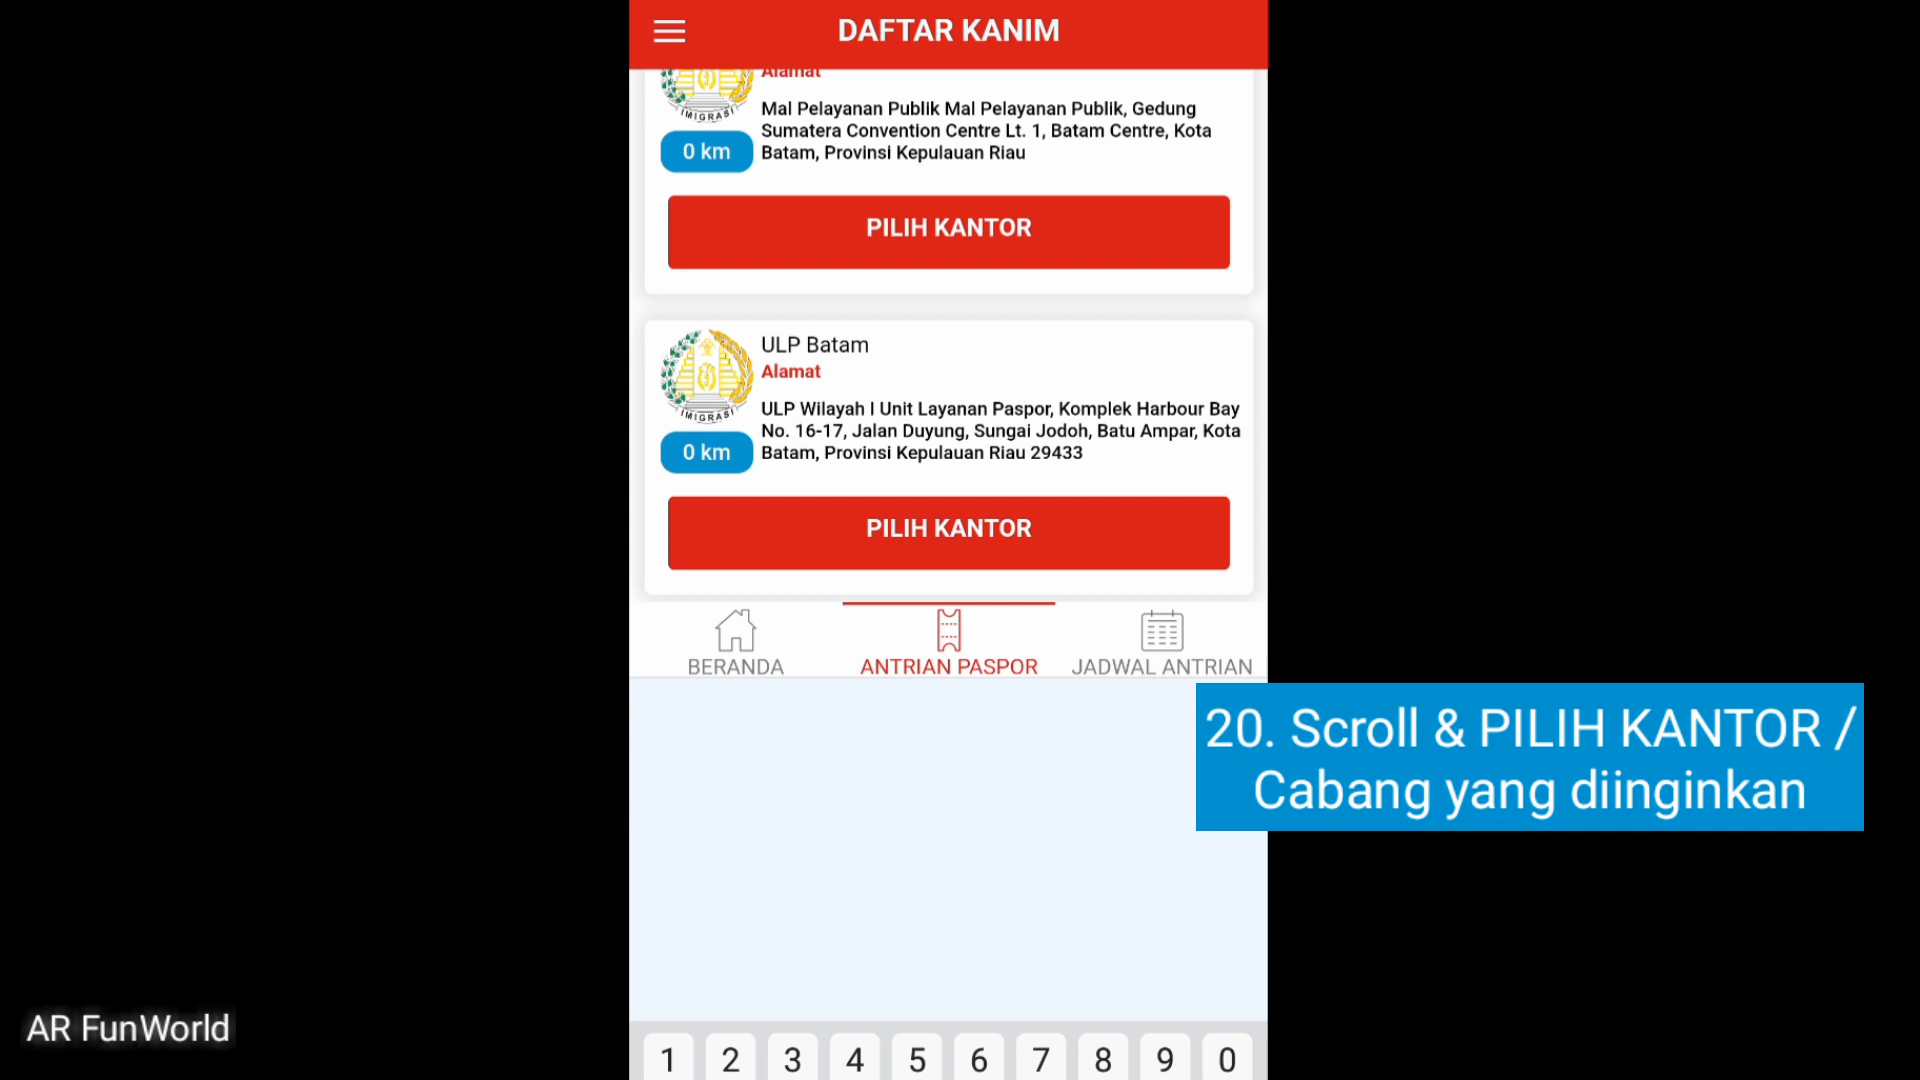 DAFTAR KANIM
Alamat
IMIGRASI
Mal Pelayanan Publik Mal Pelayanan Publik, Gedung
Sumatera Convention Centre Lt. 1, Batam Centre, Kota
Batam, Provinsi Kepulauan Riau
0 km
PILIH KANTOR
ULP Batam
Alamat
IMIGRASI
ULP Wilayah I Unit Layanan Paspor, Komplek Harbour Bay
No. 16-17, Jalan Duyung, Sungai Jodoh, Batu Ampar, Kota
Batam, Provinsi Kepulauan Riau 29433
0 km
PILIH KANTOR
BERANDA
ANTRIAN PASPOR
JADWAL ANTRIAN
20. Scroll & PILIH KANTOR /
Cabang yang diinginkan
AR FunWorld
1 2 3 4 5 6 7 8 9 0